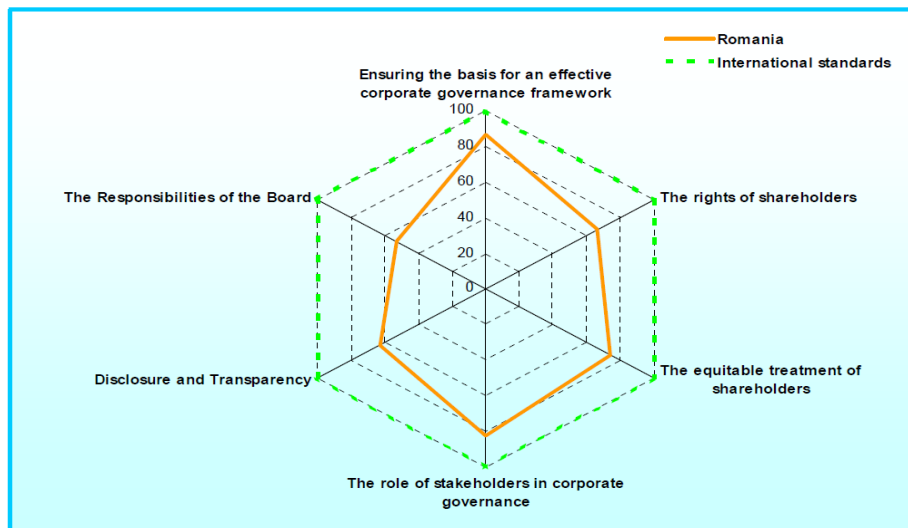 Romania
International standards
Ensuring the basis for an effective
corporate governance framework
100
80
60
40
20
0
The Responsibilities of the Board
The rights of shareholders
Disclosure and Transparency
The equitable treatment of
shareholders
The role of stakeholders in corporate
governance